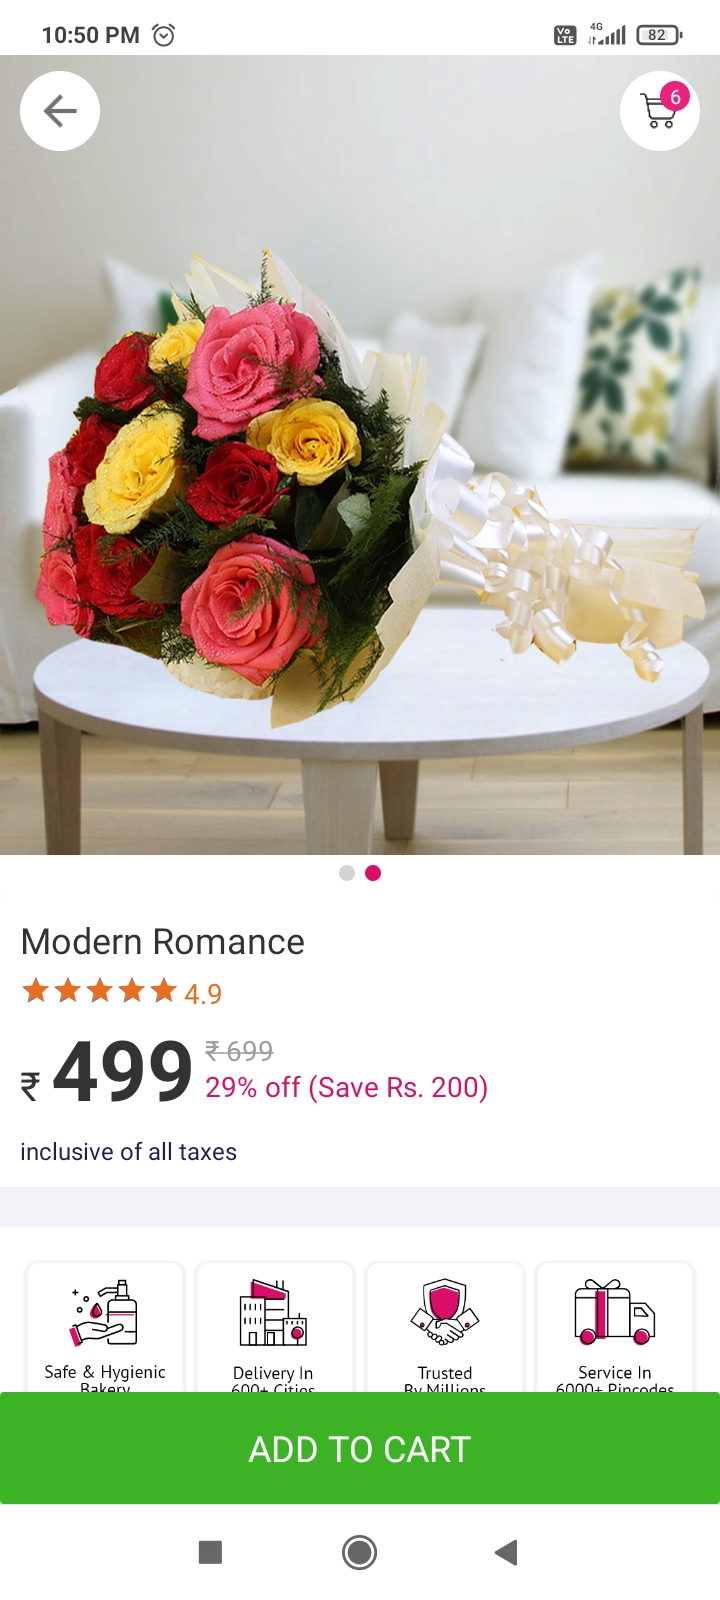 10:50 PM
Vo LTE 4G 82
6
Modern Romance
4.9
₹ 499 ₹ 699
29% off (Save Rs. 200)
inclusive of all taxes
Safe & Hygienic Bakery
Delivery In 600+ Cities
Trusted By Millions
Service In 6000+ Pincodes
ADD TO CART